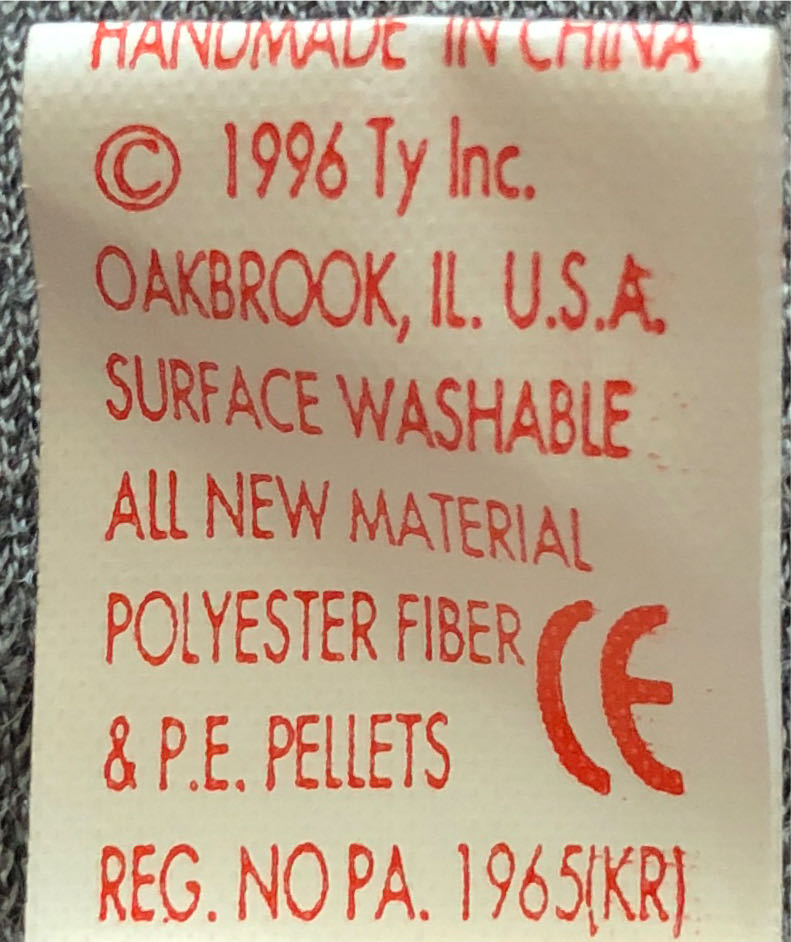 HANDMADE IN CHINA
© 1996 Ty Inc.
OAKBROOK, IL. U.S.A.
SURFACE WASHABLE
ALL NEW MATERIAL
POLYESTER FIBER CE
& P.E. PELLETS
REG. NO PA. 1965(KR)